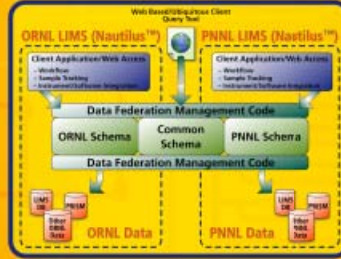 Web Based/Ubiquitous Client
Query Tool
ORNL LIMS (Nautilus™)
PNNL LIMS (Nautilus™)
Client Application/Web Access
- Workflow
- Sample Tracking
- Instrument/Software Integration
Client Application/Web Access
- Workflow
- Sample Tracking
- Instrument/Software Integration
Data Federation Management Code
ORNL Schema
Common
Schema
PNNL Schema
Data Federation Management Code
LIMS
DB
PRISM
Other
ORNL
Data
LIMS
DB
PRISM
Other
PNNL
Data
ORNL Data
PNNL Data